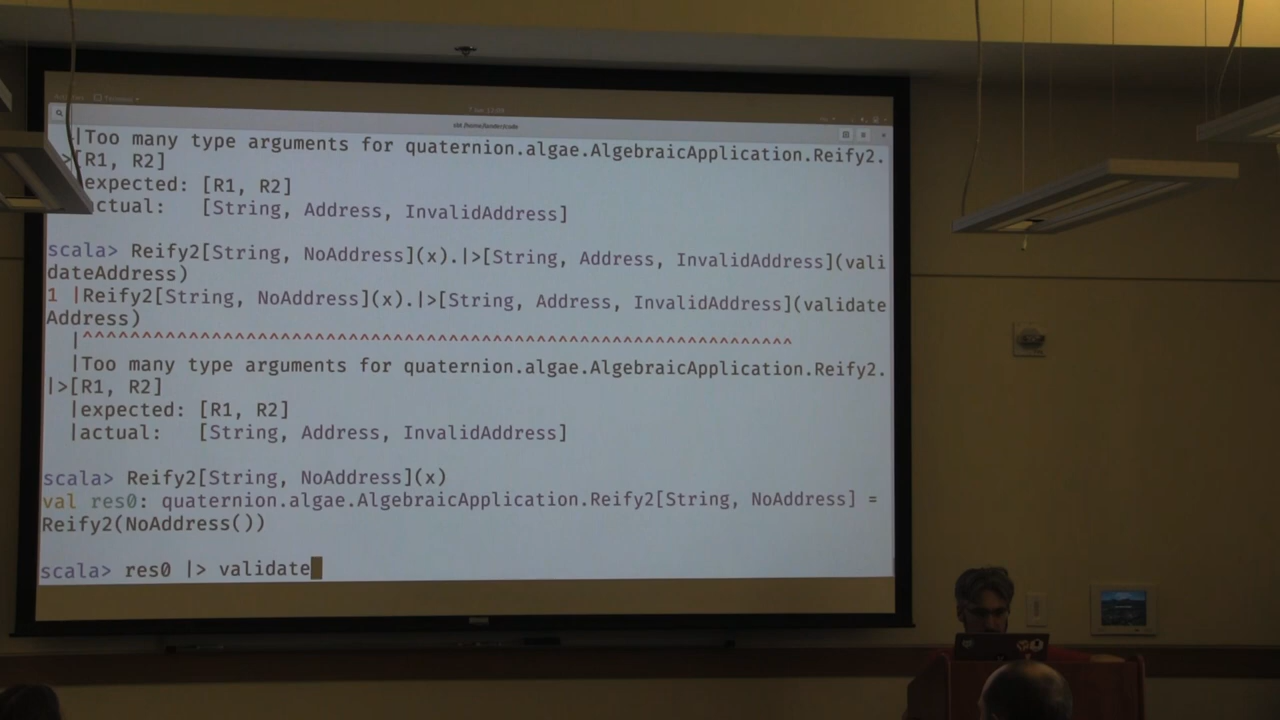 |Too many type arguments for quaternion.algae.AlgebraicApplication.Reify2.
>[R1, R2]
expected: [R1, R2]
actual: [String, Address, InvalidAddress]
scala> Reify2[String, NoAddress](x).|>[String, Address, InvalidAddress](vali
dateAddress)
1 |Reify2[String, NoAddress](x).|>[String, Address, InvalidAddress](validate
Address)
|^^^^^^^^^^^^^^^^^^^^^^^^^^^^^^^^^^^^^^^^^^^^^^^^^^^^^^^^^^^^^
|Too many type arguments for quaternion.algae.AlgebraicApplication.Reify2.
|>[R1, R2]
|expected: [R1, R2]
|actual: [String, Address, InvalidAddress]
scala> Reify2[String, NoAddress](x)
val res0: quaternion.algae.AlgebraicApplication.Reify2[String, NoAddress] =
Reify2(NoAddress())
scala> res0 |> validate